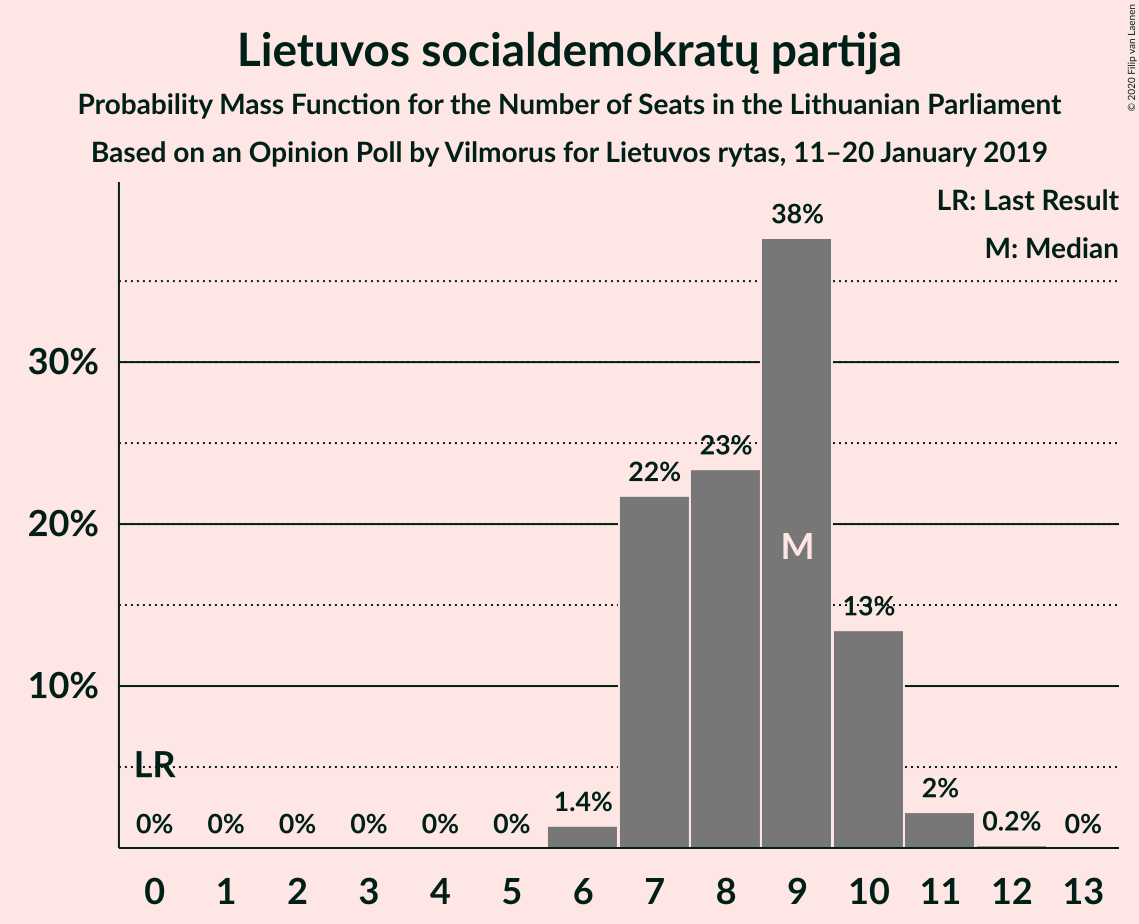 Lietuvos socialdemokratų partija
Probability Mass Function for the Number of Seats in the Lithuanian Parliament
Based on an Opinion Poll by Vilmorus for Lietuvos rytas, 11–20 January 2019
© 2020 Filip van Laenen
LR: Last Result
M: Median
38%
30%
23%
22%
20%
M
13%
10%
LR
1.4%
2%
0% 0% 0% 0% 0% 0% 0.2% 0%
0 1 2 3 4 5 6 7 8 9 10 11 12 13